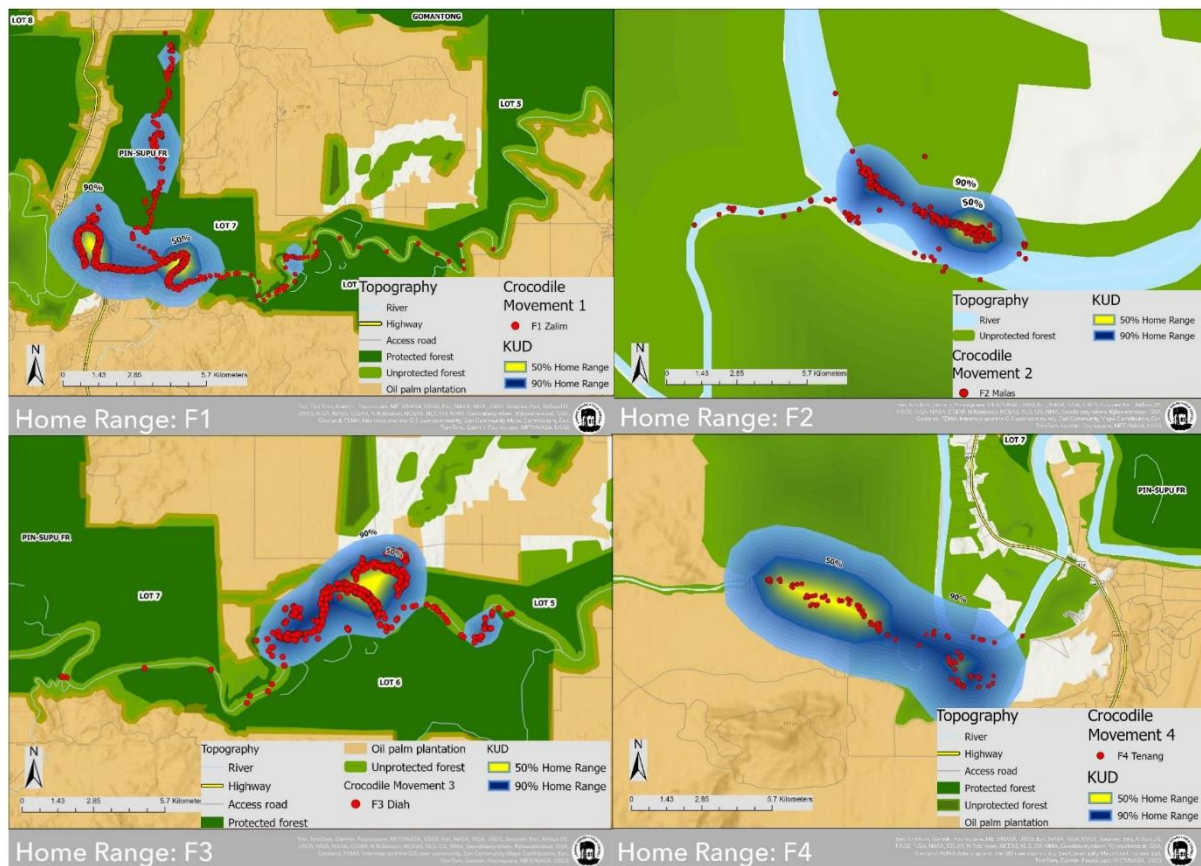 LOT 8
GOMANTONG
LOT 5
PIN-SUPU FR
90%
LOT 7
50%
LOT
Topography
River
Highway
Access road
Protected forest
Unprotected forest
Oil palm plantation
Crocodile
Movement 1
F1 Zalim
KUD
50% Home Range
90% Home Range
N
0 1.43 2.85 5.7 Kilometers
Home Range: F1
90%
50%
Topography
River
Unprotected forest
Crocodile
Movement 2
F2 Malas
KUD
50% Home Range
90% Home Range
N
0 1.43 2.85 5.7 Kilometers
Home Range: F2
PIN-SUPU FR
LOT 7
90%
50%
LOT 5
LOT 6
Topography
River
Highway
Access road
Protected forest
Oil palm plantation
Unprotected forest
Crocodile Movement 3
F3 Diah
KUD
50% Home Range
90% Home Range
N
0 1.43 2.85 5.7 Kilometers
Home Range: F3
LOT 7
PIN-SUPU FR
50%
90%
Topography
River
Highway
Access road
Protected forest
Unprotected forest
Oil palm plantation
Crocodile
Movement 4
F4 Tenang
KUD
50% Home Range
90% Home Range
N
0 1.43 2.85 5.7 Kilometers
Home Range: F4